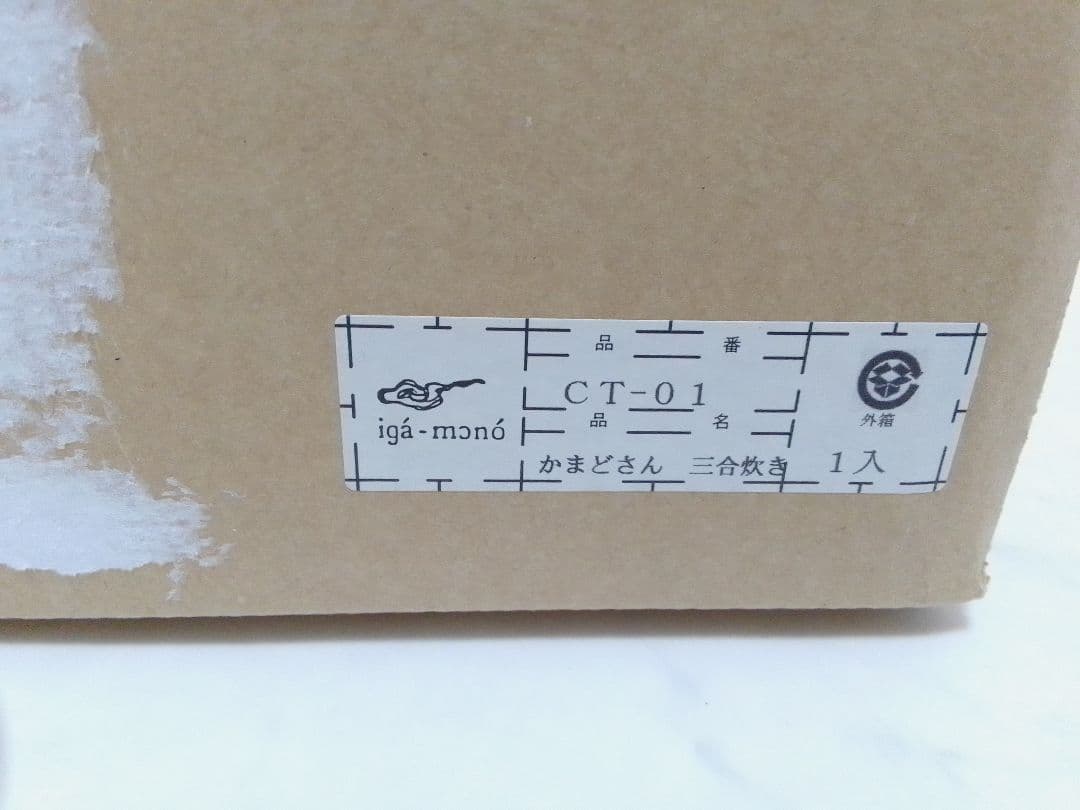 igá-mɔnó
品番
CT-01
品名
かまどさん 三合炊き
外箱
1入